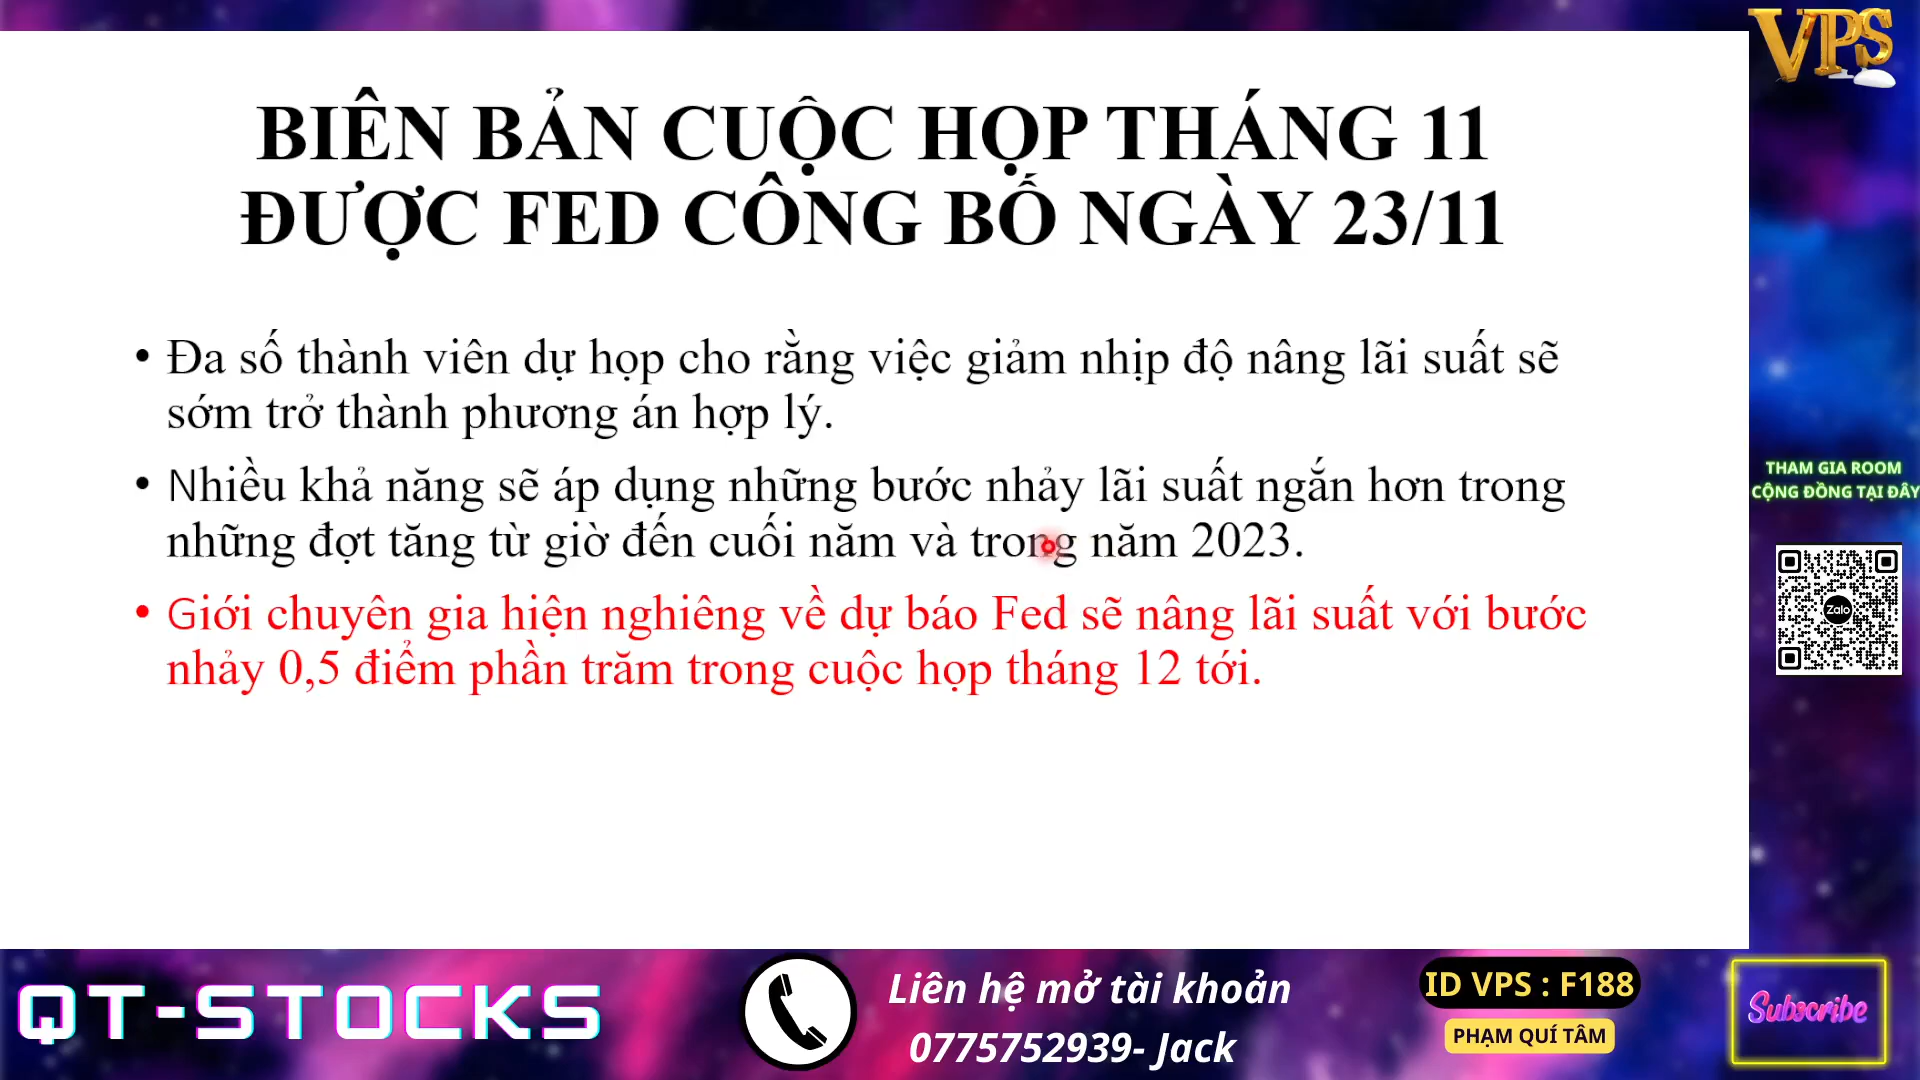 VPS
BIÊN BẢN CUỘC HỌP THÁNG 11
ĐƯỢC FED CÔNG BỐ NGÀY 23/11
• Đa số thành viên dự họp cho rằng việc giảm nhịp độ nâng lãi suất sẽ
sớm trở thành phương án hợp lý.
• Nhiều khả năng sẽ áp dụng những bước nhảy lãi suất ngắn hơn trong
những đợt tăng từ giờ đến cuối năm và trong năm 2023.
• Giới chuyên gia hiện nghiêng về dự báo Fed sẽ nâng lãi suất với bước
nhảy 0,5 điểm phần trăm trong cuộc họp tháng 12 tới.
THAM GIA ROOM
CỘNG ĐỒNG TẠI ĐÂY
Zalo
QT-STOCKS
Liên hệ mở tài khoản
0775752939- Jack
ID VPS : F188
PHẠM QUÍ TÂM
Subscribe